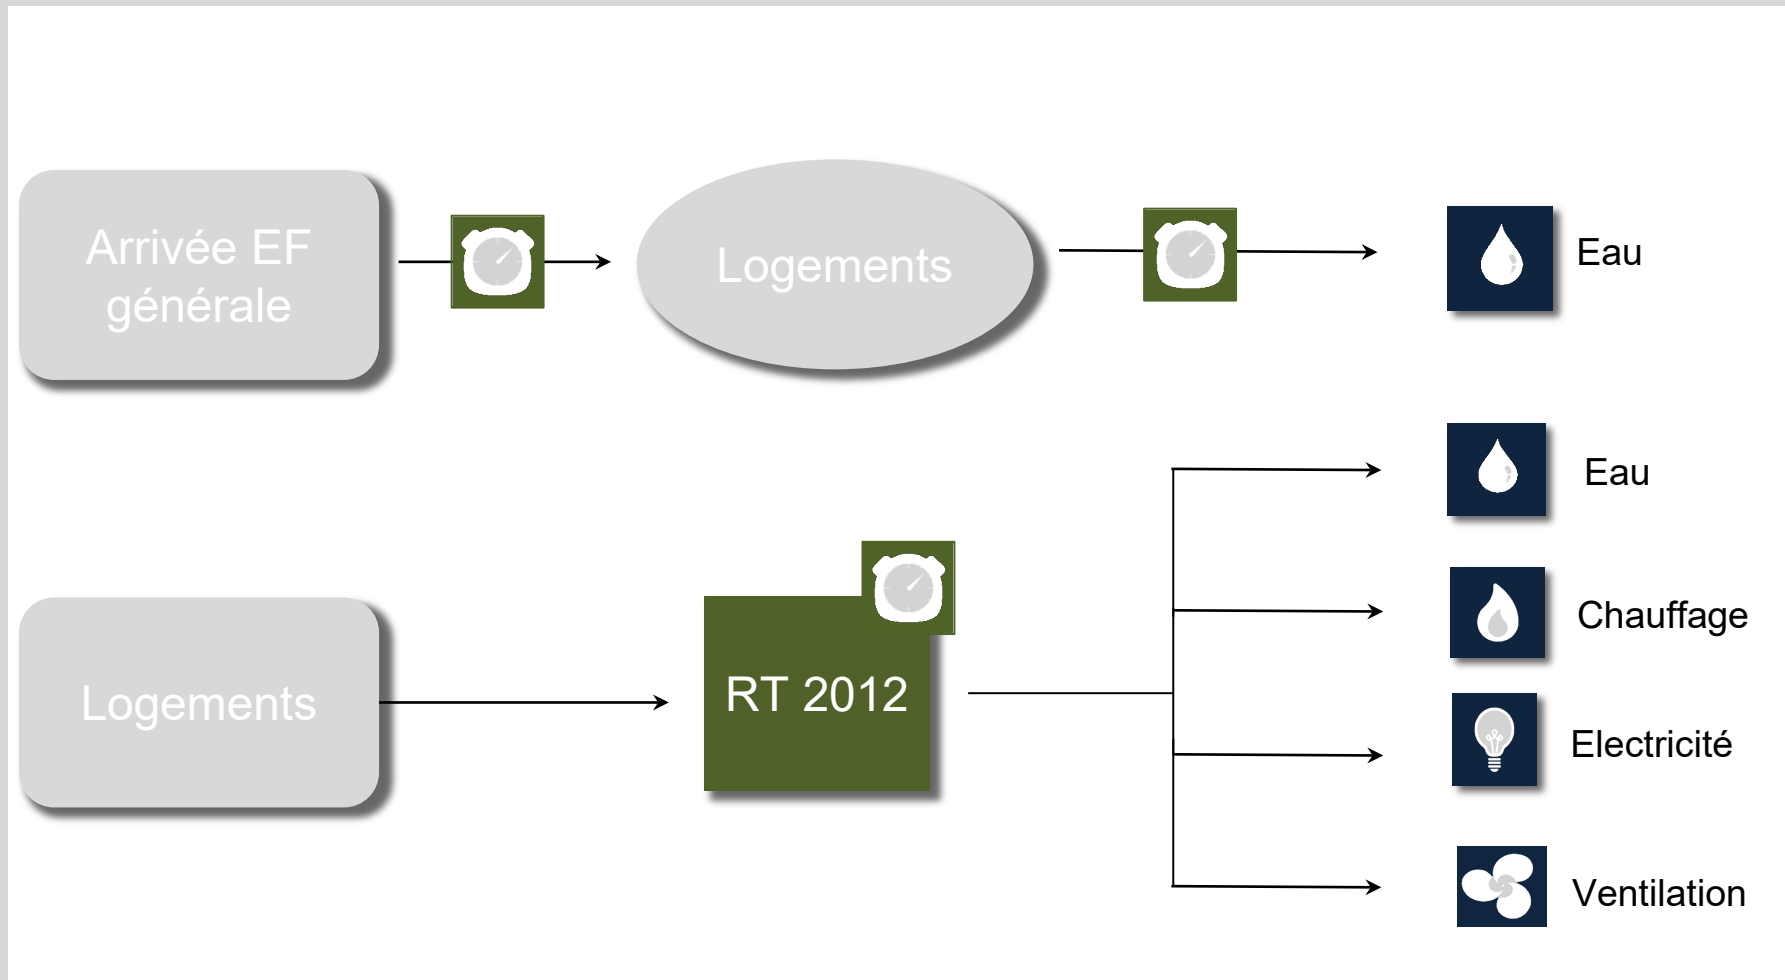 Arrivée EF
générale
Logements
Eau
Eau
Chauffage
Logements
RT 2012
Electricité
Ventilation